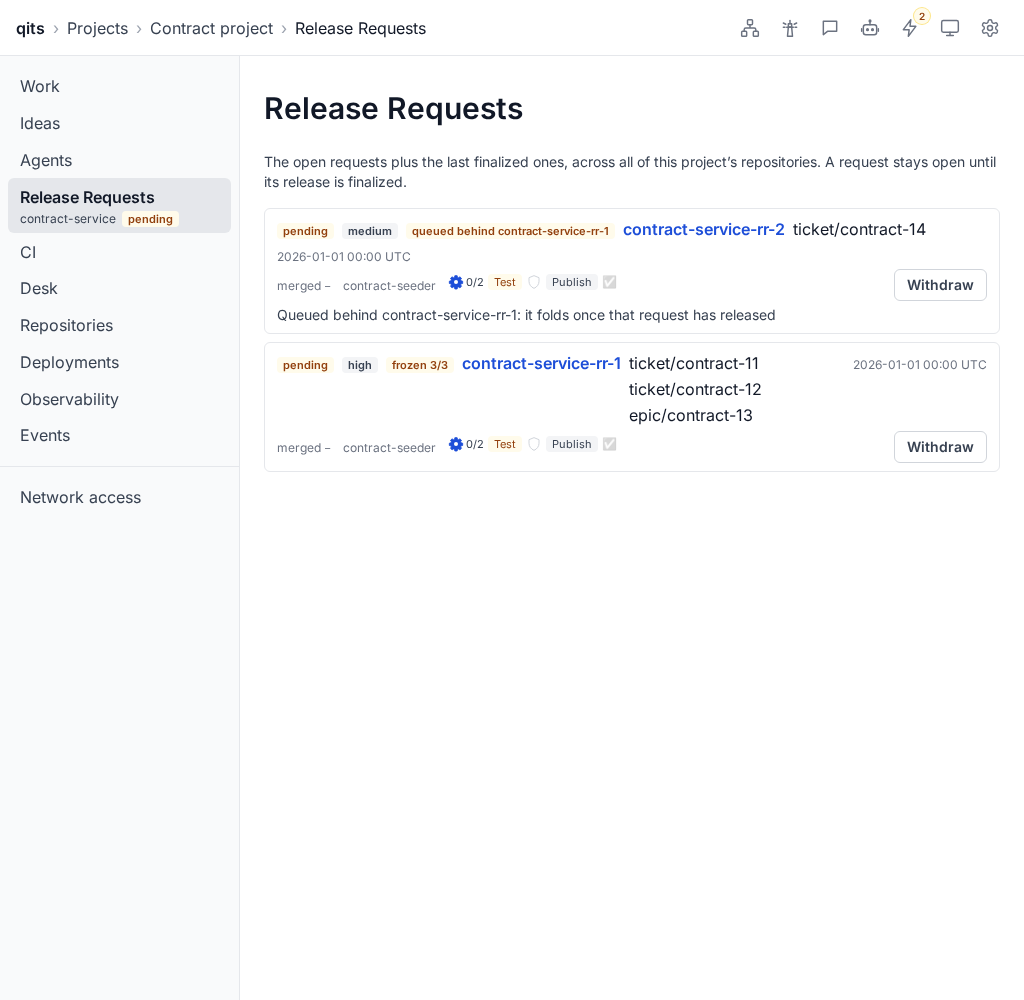 qits › Projects › Contract project › Release Requests
2
Work
Ideas
Agents
Release Requests
contract-service pending
CI
Desk
Repositories
Deployments
Observability
Events
Network access
Release Requests
The open requests plus the last finalized ones, across all of this project’s repositories. A request stays open until
its release is finalized.
pending medium queued behind contract-service-rr-1 contract-service-rr-2 ticket/contract-14
2026-01-01 00:00 UTC
merged – contract-seeder 0/2 Test Publish
Withdraw
Queued behind contract-service-rr-1: it folds once that request has released
pending high frozen 3/3 contract-service-rr-1 ticket/contract-11 2026-01-01 00:00 UTC
ticket/contract-12
epic/contract-13
merged – contract-seeder 0/2 Test Publish
Withdraw